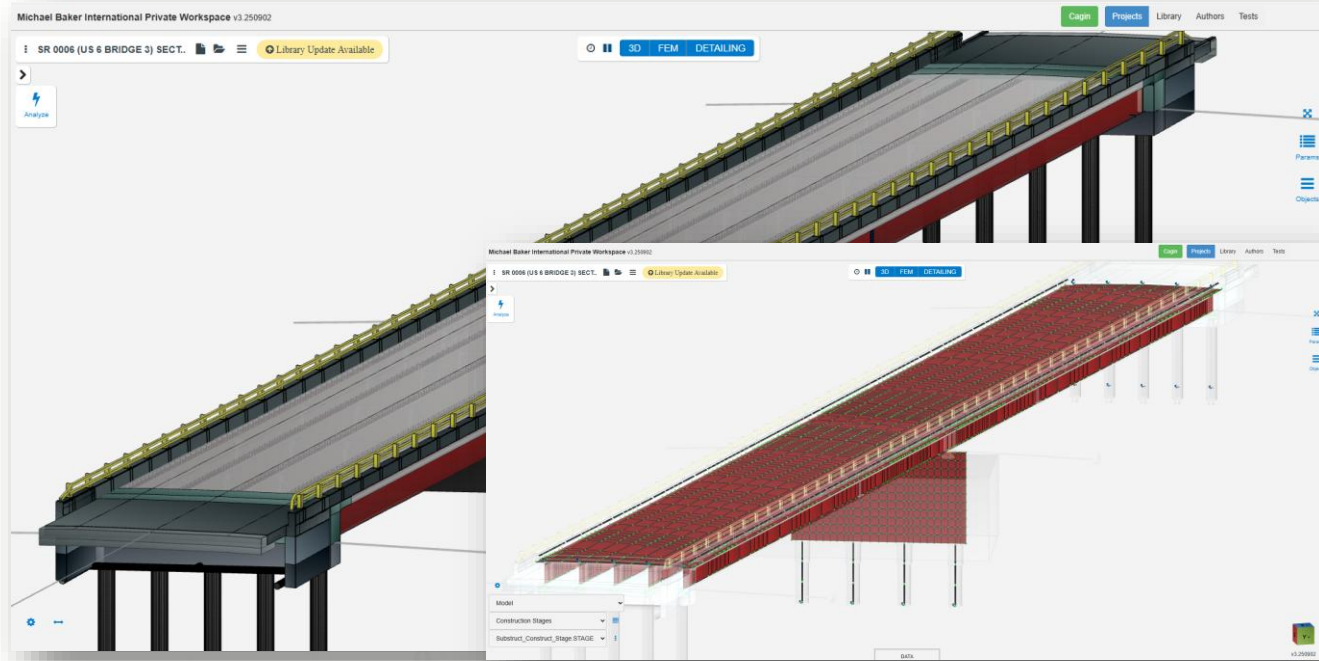 Michael Baker International Private Workspace v3.250902
Cagin Projects Library Authors Tests
SR 0006 (US 6 BRIDGE 3) SECT.. Library Update Available
3D FEM DETAILING
Analyze
Params
Objects
Michael Baker International Private Workspace v3.250902
Cagin Projects Library Authors Tests
SR 0006 (US 6 BRIDGE 3) SECT.. Library Update Available
3D FEM DETAILING
Analyze
Model
Construction Stages
Substruct_Construct_Stage:STAGE
DATA
Y-
v3.250902